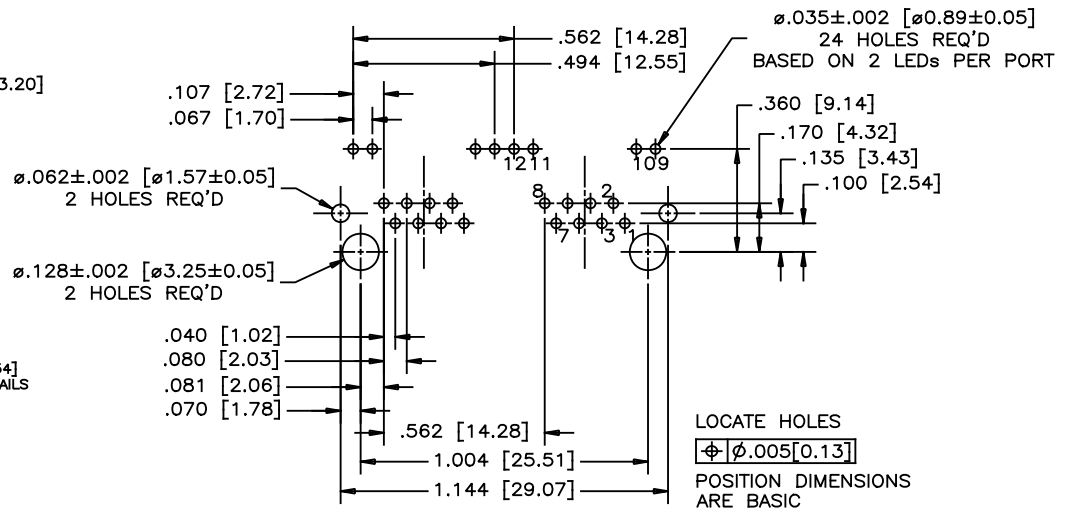 .562 [14.28]
.494 [12.55]
ø.035±.002 [ø0.89±0.05]
24 HOLES REQ'D
BASED ON 2 LEDs PER PORT
3.20]
.107 [2.72]
.067 [1.70]
.360 [9.14]
.170 [4.32]
.135 [3.43]
.100 [2.54]
1211
109
ø.062±.002 [ø1.57±0.05]
2 HOLES REQ'D
8
2
7
3
1
ø.128±.002 [ø3.25±0.05]
2 HOLES REQ'D
.040 [1.02]
.080 [2.03]
.081 [2.06]
.070 [1.78]
.562 [14.28]
1.004 [25.51]
1.144 [29.07]
LOCATE HOLES
⌖ Ø.005[0.13]
POSITION DIMENSIONS
ARE BASIC